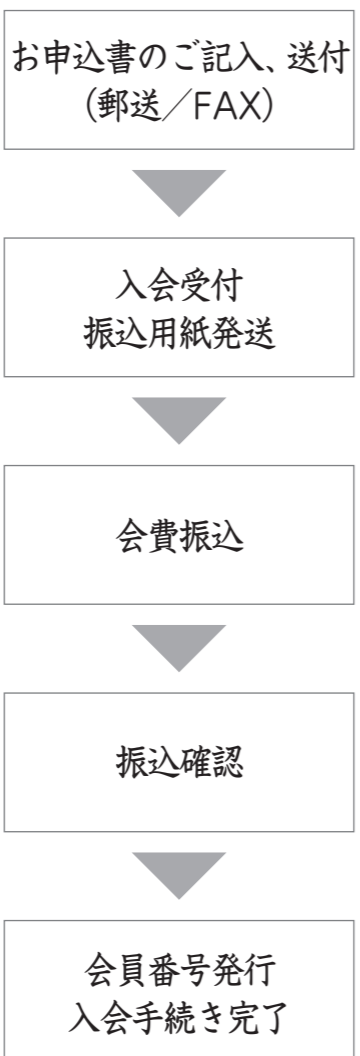 お申込書のご記入、送付
(郵送／FAX)
入会受付
振込用紙発送
会費振込
振込確認
会員番号発行
入会手続き完了